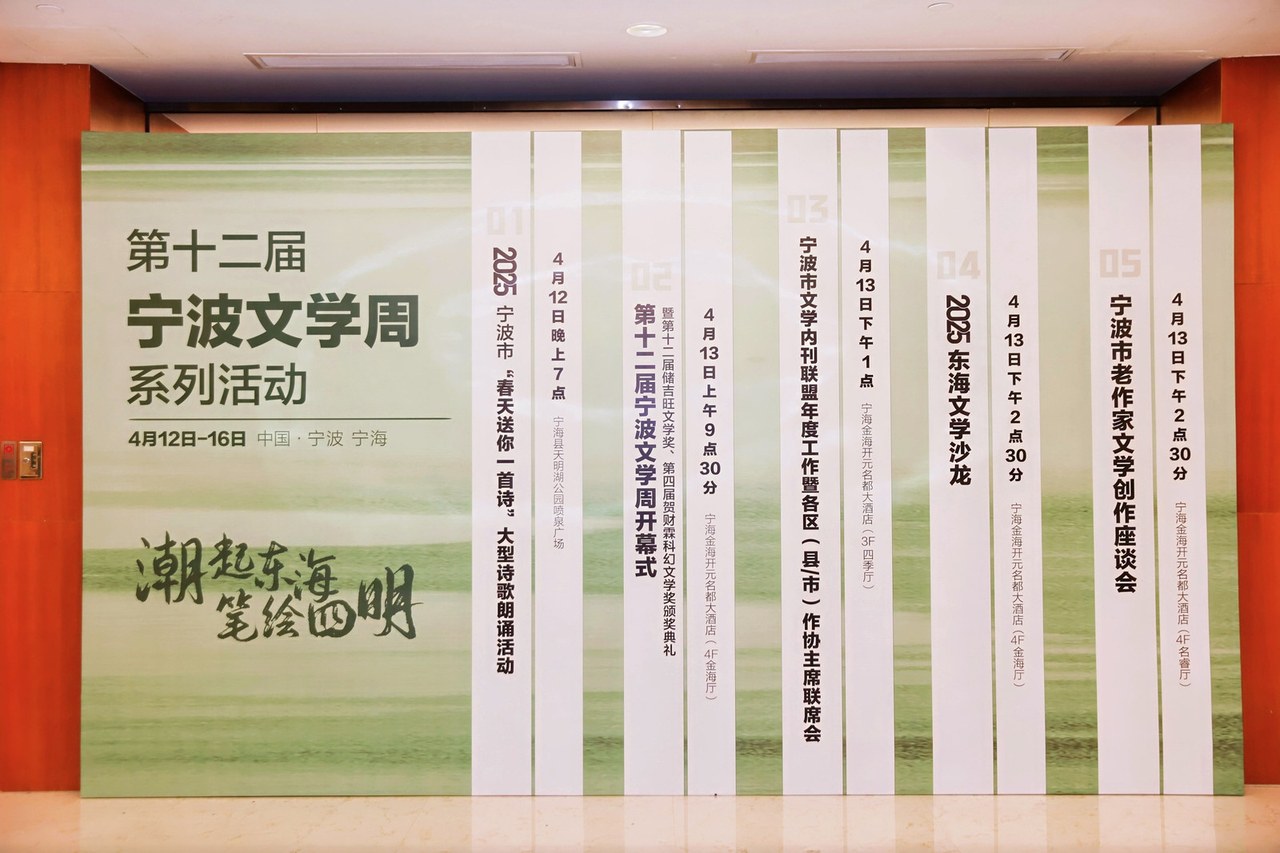 第十二届
宁波文学周
系列活动
4月12日-16日 中国·宁波 宁海
潮起东海
笔绘四明
01
2025 宁波市“春天送你一首诗”大型诗歌朗诵活动
4月12日晚上7点 宁海县天明湖公园喷泉广场
02
第十二届宁波文学周开幕式
暨第十二届储吉旺文学奖、第四届贺财霖科幻文学奖颁奖典礼
4月13日上午9点30分 宁海金海开元名都大酒店（4F金海厅）
03
宁波市文学内刊联盟年度工作暨各区（县/市）作协主席联席会
4月13日下午1点 宁海金海开元名都大酒店（3F四季厅）
04
2025 东海文学沙龙
4月13日下午2点30分 宁海金海开元名都大酒店（4F金海厅）
05
宁波市老作家文学创作座谈会
4月13日下午2点30分 宁海金海开元名都大酒店（4F名睿厅）